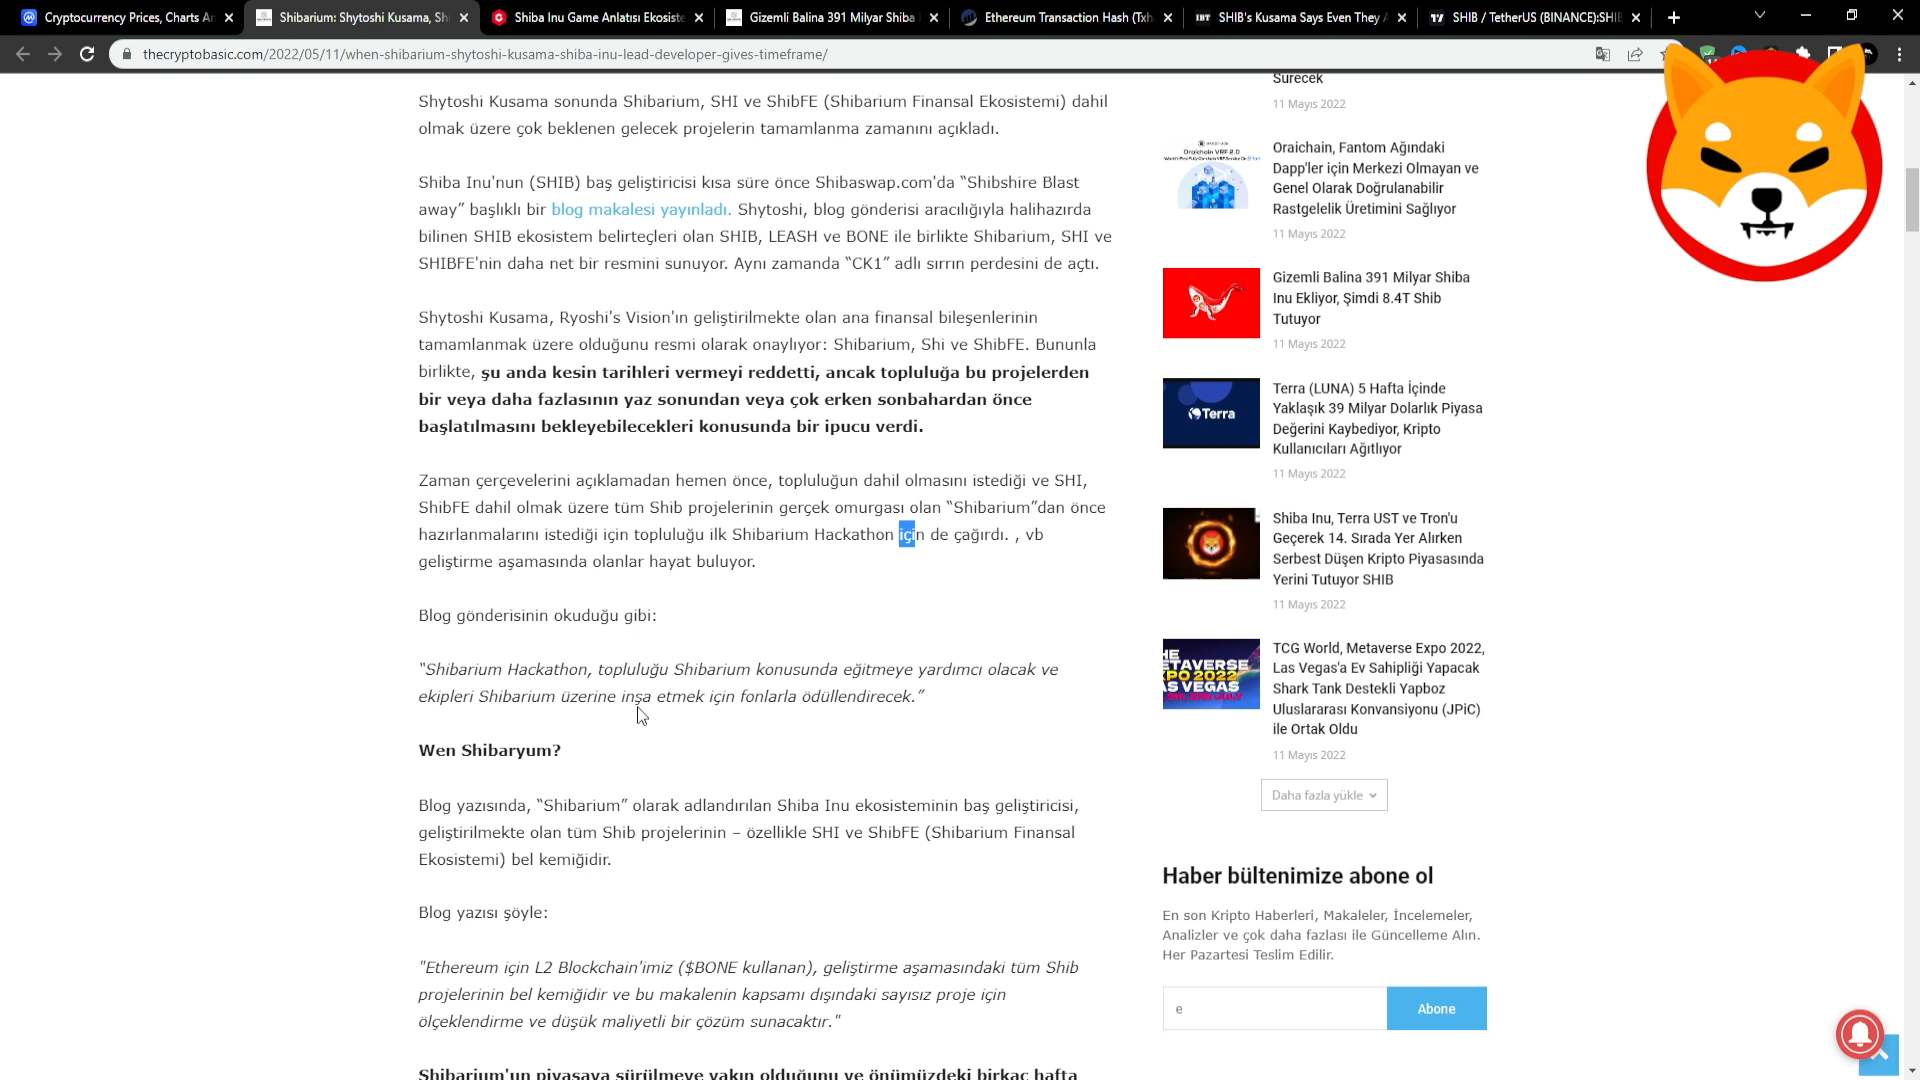 Cryptocurrency Prices, Charts An
Shibarium: Shytoshi Kusama, Shi
Shiba Inu Game Anlatısı Ekosiste
Gizemli Balina 391 Milyar Shiba
Ethereum Transaction Hash (Txh
SHIB's Kusama Says Even They A
SHIB / TetherUS (BINANCE):SHIB
thecryptobasic.com/2022/05/11/when-shibarium-shytoshi-kusama-shiba-inu-lead-developer-gives-timeframe/
Shytoshi Kusama sonunda Shibarium, SHI ve ShibFE (Shibarium Finansal Ekosistemi) dahil
olmak üzere çok beklenen gelecek projelerin tamamlanma zamanını açıkladı.
Shiba Inu'nun (SHIB) baş geliştiricisi kısa süre önce Shibaswap.com'da “Shibshire Blast
away” başlıklı bir blog makalesi yayınladı. Shytoshi, blog gönderisi aracılığıyla halihazırda
bilinen SHIB ekosistem belirteçleri olan SHIB, LEASH ve BONE ile birlikte Shibarium, SHI ve
SHIBFE'nin daha net bir resmini sunuyor. Aynı zamanda “CK1” adlı sırrın perdesini de açtı.
Shytoshi Kusama, Ryoshi's Vision'ın geliştirilmekte olan ana finansal bileşenlerinin
tamamlanmak üzere olduğunu resmi olarak onaylıyor: Shibarium, Shi ve ShibFE. Bununla
birlikte, şu anda kesin tarihleri vermeyi reddetti, ancak topluluğa bu projelerden
bir veya daha fazlasının yaz sonundan veya çok erken sonbahardan önce
başlatılmasını bekleyebilecekleri konusunda bir ipucu verdi.
Zaman çerçevelerini açıklamadan hemen önce, topluluğun dahil olmasını istediği ve SHI,
ShibFE dahil olmak üzere tüm Shib projelerinin gerçek omurgası olan “Shibarium”dan önce
hazırlanmalarını istediği için topluluğu ilk Shibarium Hackathon için de çağırdı. , vb
geliştirme aşamasında olanlar hayat buluyor.
Blog gönderisinin okuduğu gibi:
“Shibarium Hackathon, topluluğu Shibarium konusunda eğitmeye yardımcı olacak ve
ekipleri Shibarium üzerine inşa etmek için fonlarla ödüllendirecek.”
Wen Shibaryum?
Blog yazısında, “Shibarium” olarak adlandırılan Shiba Inu ekosisteminin baş geliştiricisi,
geliştirilmekte olan tüm Shib projelerinin – özellikle SHI ve ShibFE (Shibarium Finansal
Ekosistemi) bel kemiğidir.
Blog yazısı şöyle:
"Ethereum için L2 Blockchain'imiz ($BONE kullanan), geliştirme aşamasındaki tüm Shib
projelerinin bel kemiğidir ve bu makalenin kapsamı dışındaki sayısız proje için
ölçeklendirme ve düşük maliyetli bir çözüm sunacaktır."
Shibarium'un piyasaya sürülmeye yakın olduğunu ve önümüzdeki birkaç hafta
Sürecek
11 Mayıs 2022
Oraichain VRF 2.0
Oraichain, Fantom Ağındaki
Dapp'ler için Merkezi Olmayan ve
Genel Olarak Doğrulanabilir
Rastgelelik Üretimini Sağlıyor
11 Mayıs 2022
Gizemli Balina 391 Milyar Shiba
Inu Ekliyor, Şimdi 8.4T Shib
Tutuyor
11 Mayıs 2022
Terra
Terra (LUNA) 5 Hafta İçinde
Yaklaşık 39 Milyar Dolarlık Piyasa
Değerini Kaybediyor, Kripto
Kullanıcıları Ağıtlıyor
11 Mayıs 2022
Shiba Inu, Terra UST ve Tron'u
Geçerek 14. Sırada Yer Alırken
Serbest Düşen Kripto Piyasasında
Yerini Tutuyor SHIB
11 Mayıs 2022
HE
ETAVERSE
XPO 2022
AS VEGAS
TCG World, Metaverse Expo 2022,
Las Vegas'a Ev Sahipliği Yapacak
Shark Tank Destekli Yapboz
Uluslararası Konvansiyonu (JPiC)
ile Ortak Oldu
11 Mayıs 2022
Daha fazla yükle
Haber bültenimize abone ol
En son Kripto Haberleri, Makaleler, İncelemeler,
Analizler ve çok daha fazlası ile Güncelleme Alın.
Her Pazartesi Teslim Edilir.
e
Abone